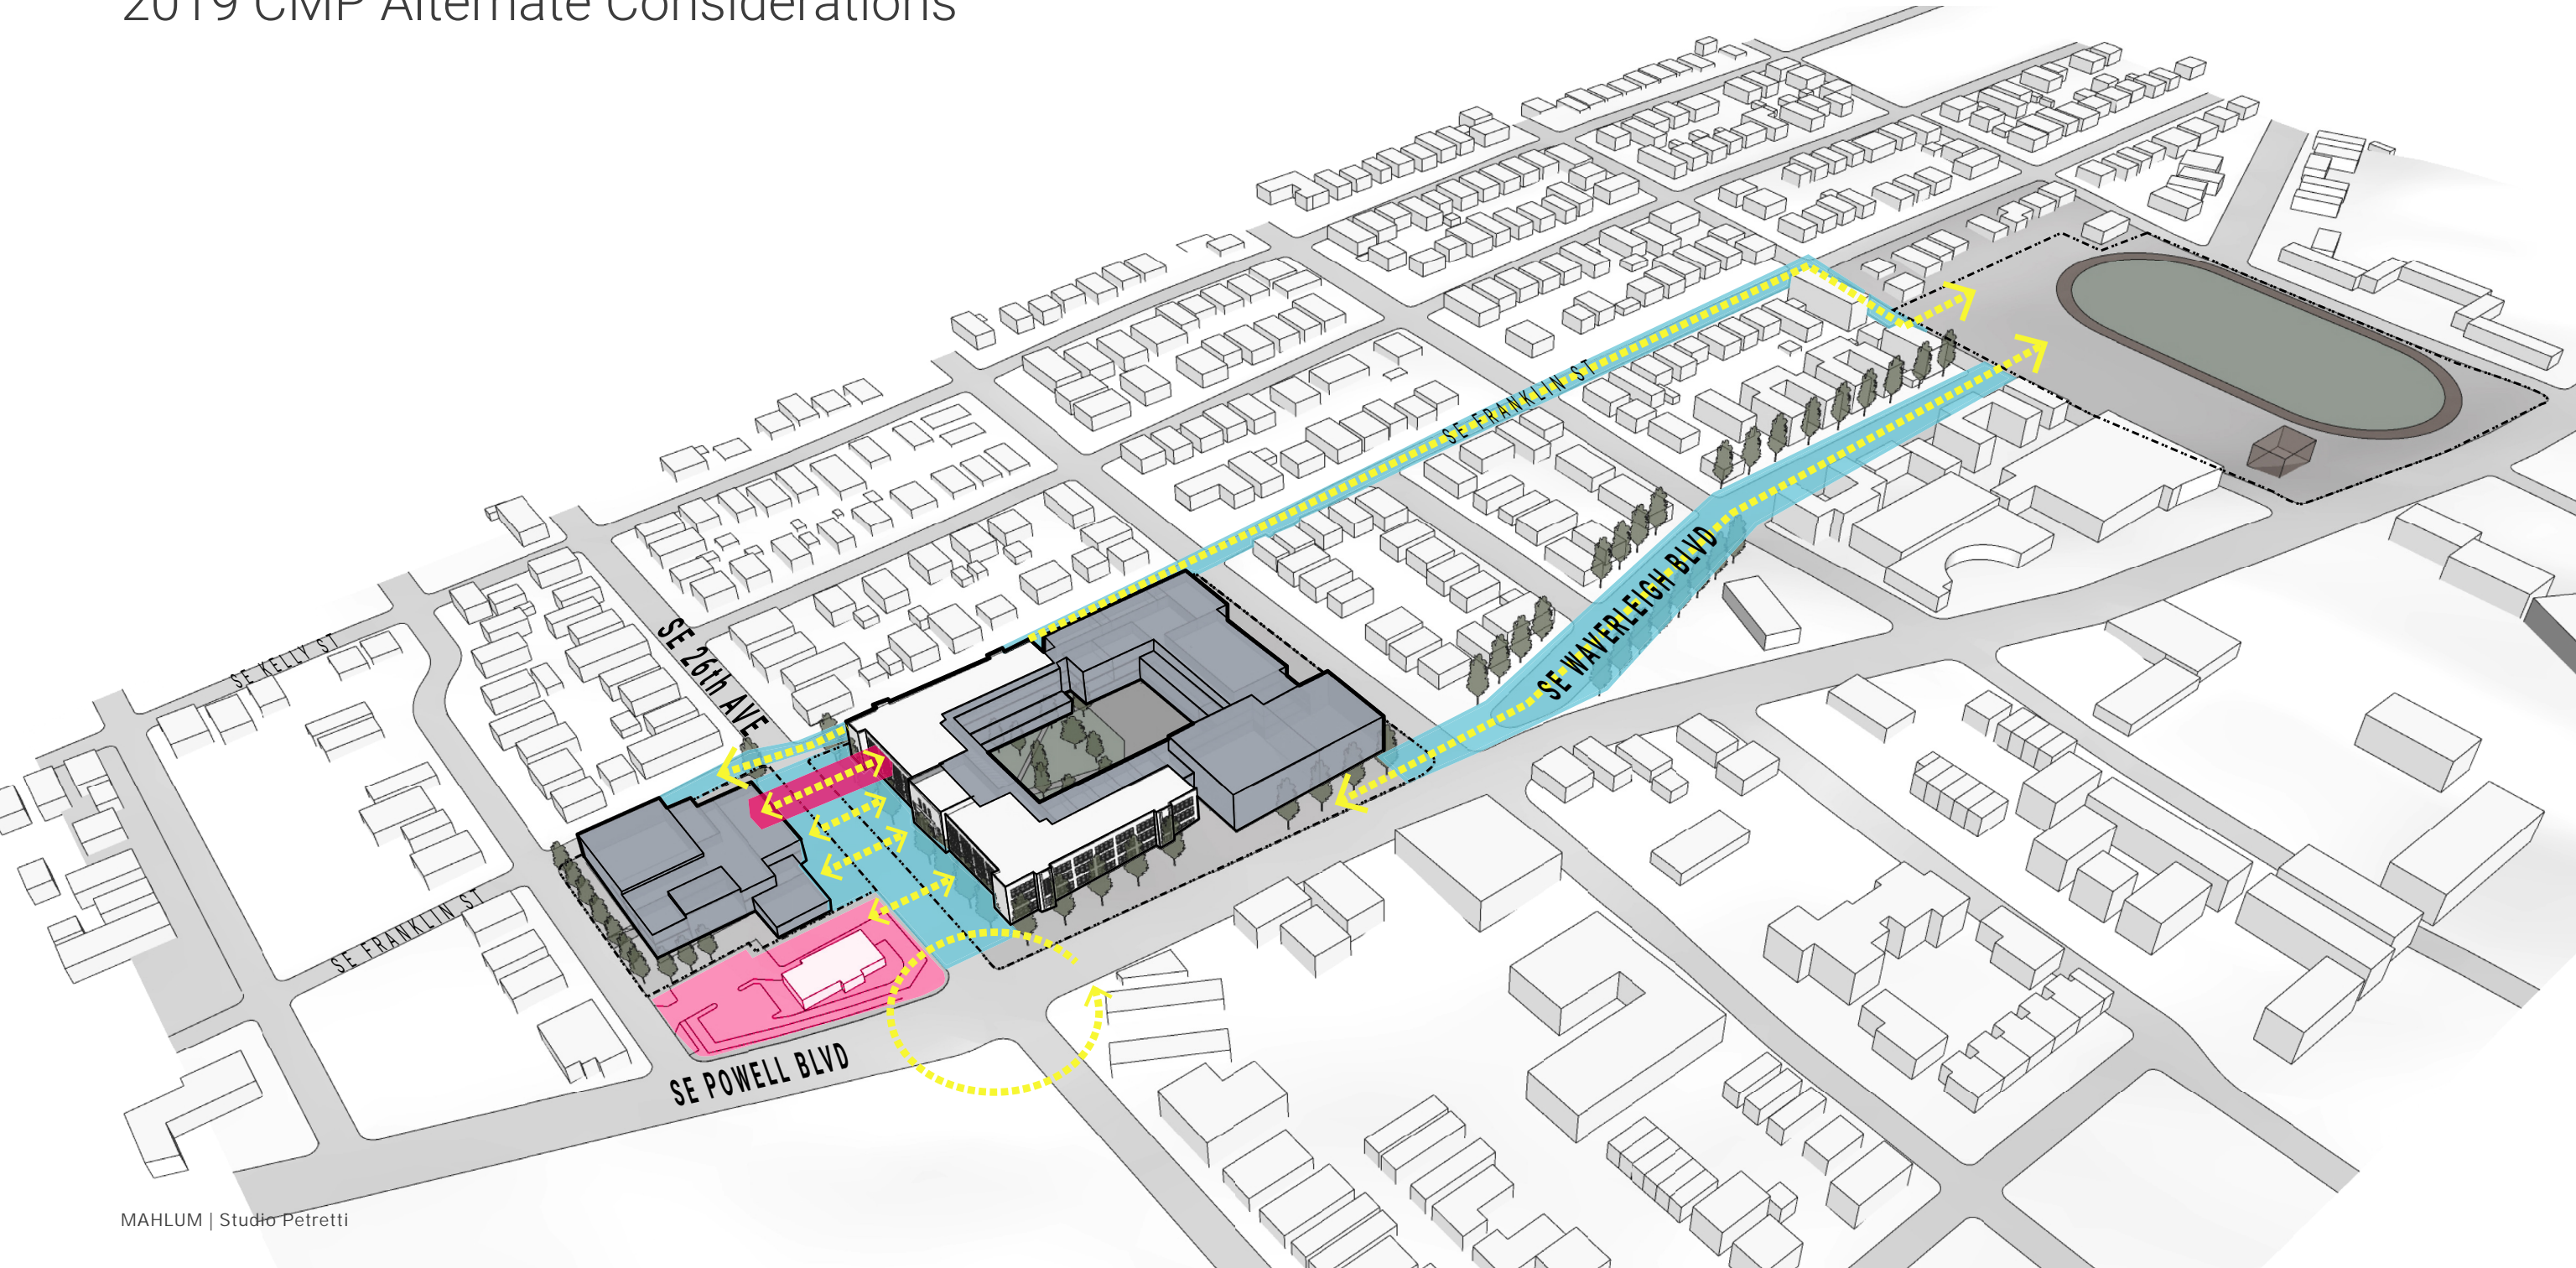 2019 CMP Alternate Considerations
SE FRANKLIN ST
SE WAVERLEIGH BLVD
SE 26th AVE
SE KELLY ST
SE FRANKLIN ST
SE POWELL BLVD
MAHLUM | Studio Petretti